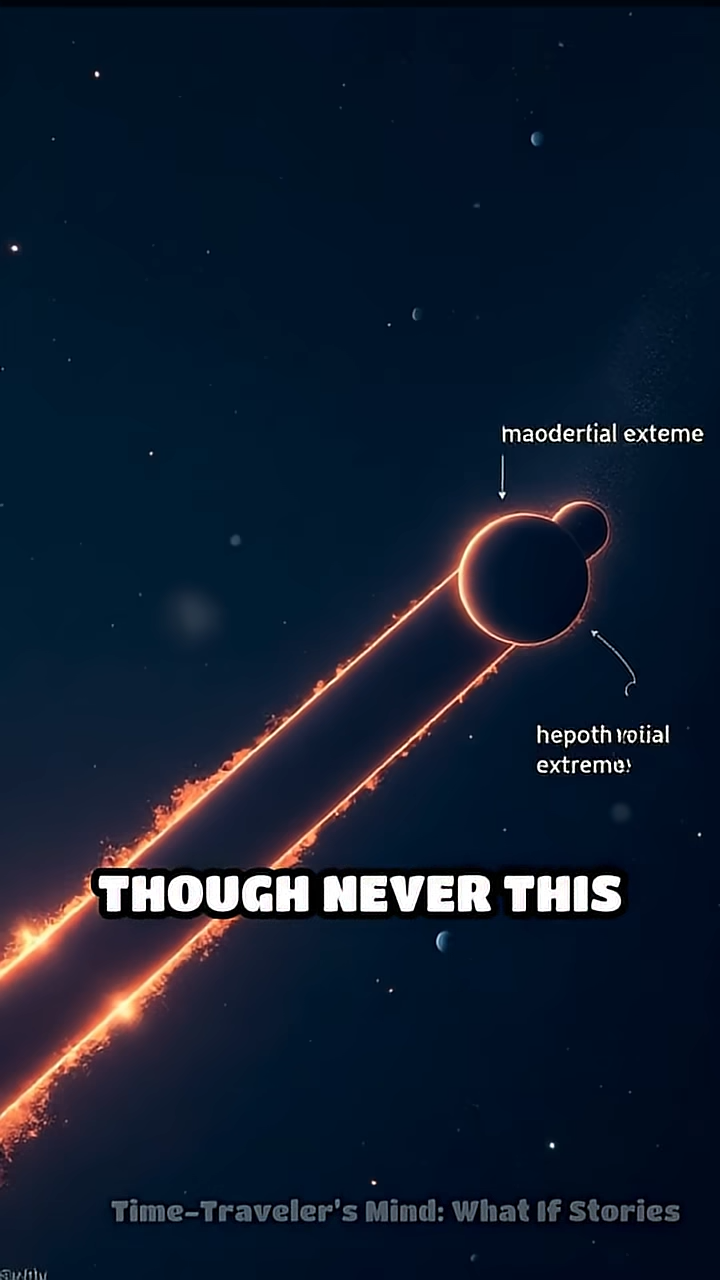 maodertial exteme
hepoth
extreme
THOUGH NEVER THIS
Time-Traveler's Mind: What If Stories